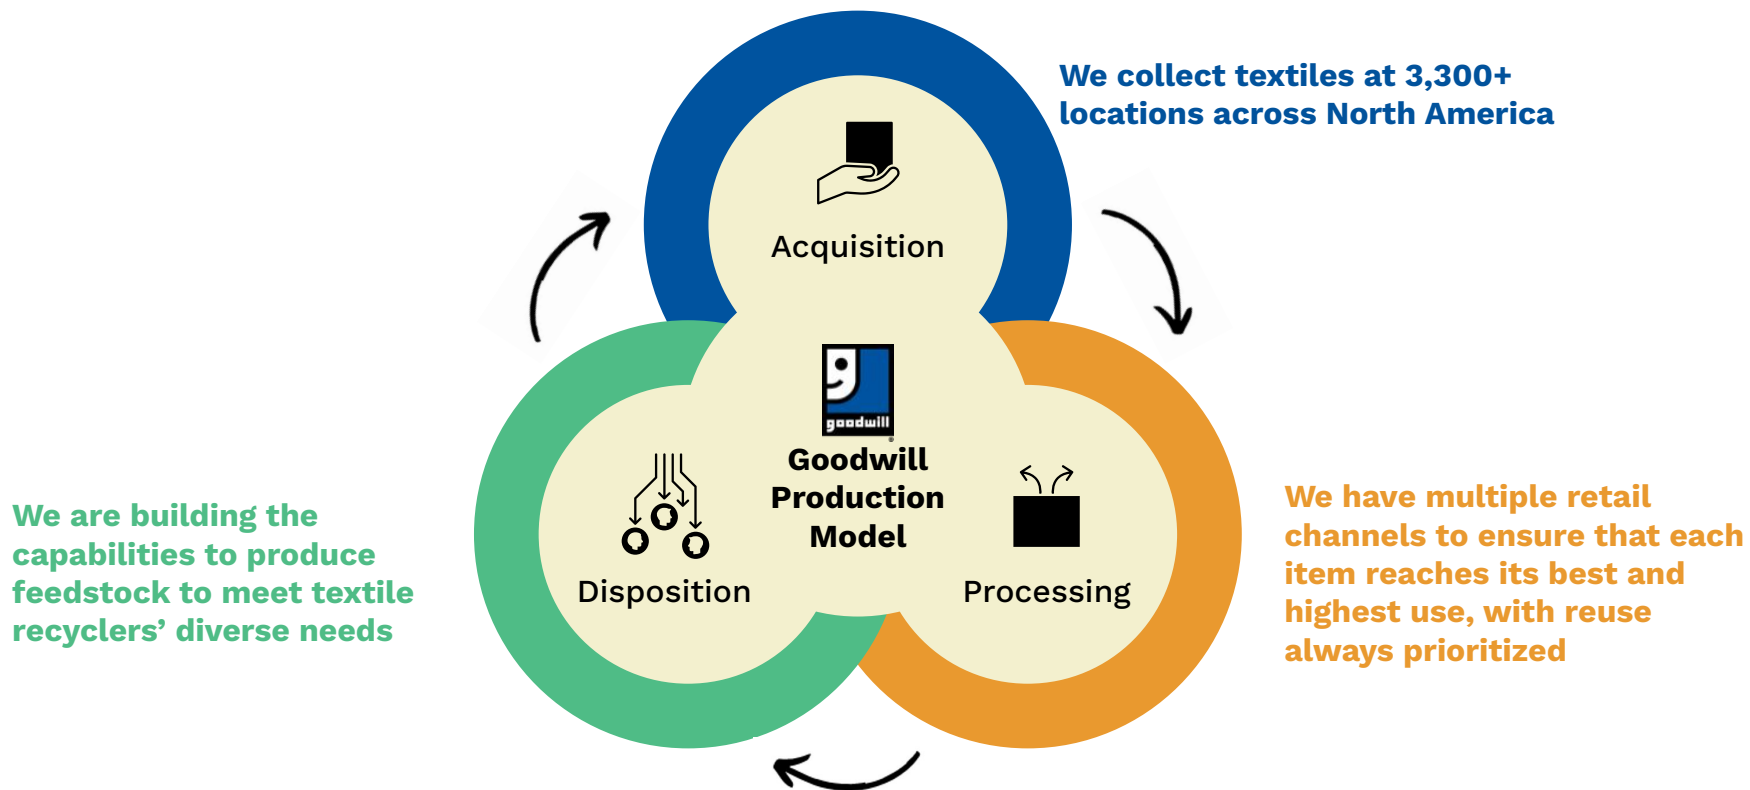 We collect textiles at 3,300+
locations across North America
Acquisition
goodwill
®
Goodwill
Production
Model
Disposition
Processing
We are building the
capabilities to produce
feedstock to meet textile
recyclers’ diverse needs
We have multiple retail
channels to ensure that each
item reaches its best and
highest use, with reuse
always prioritized